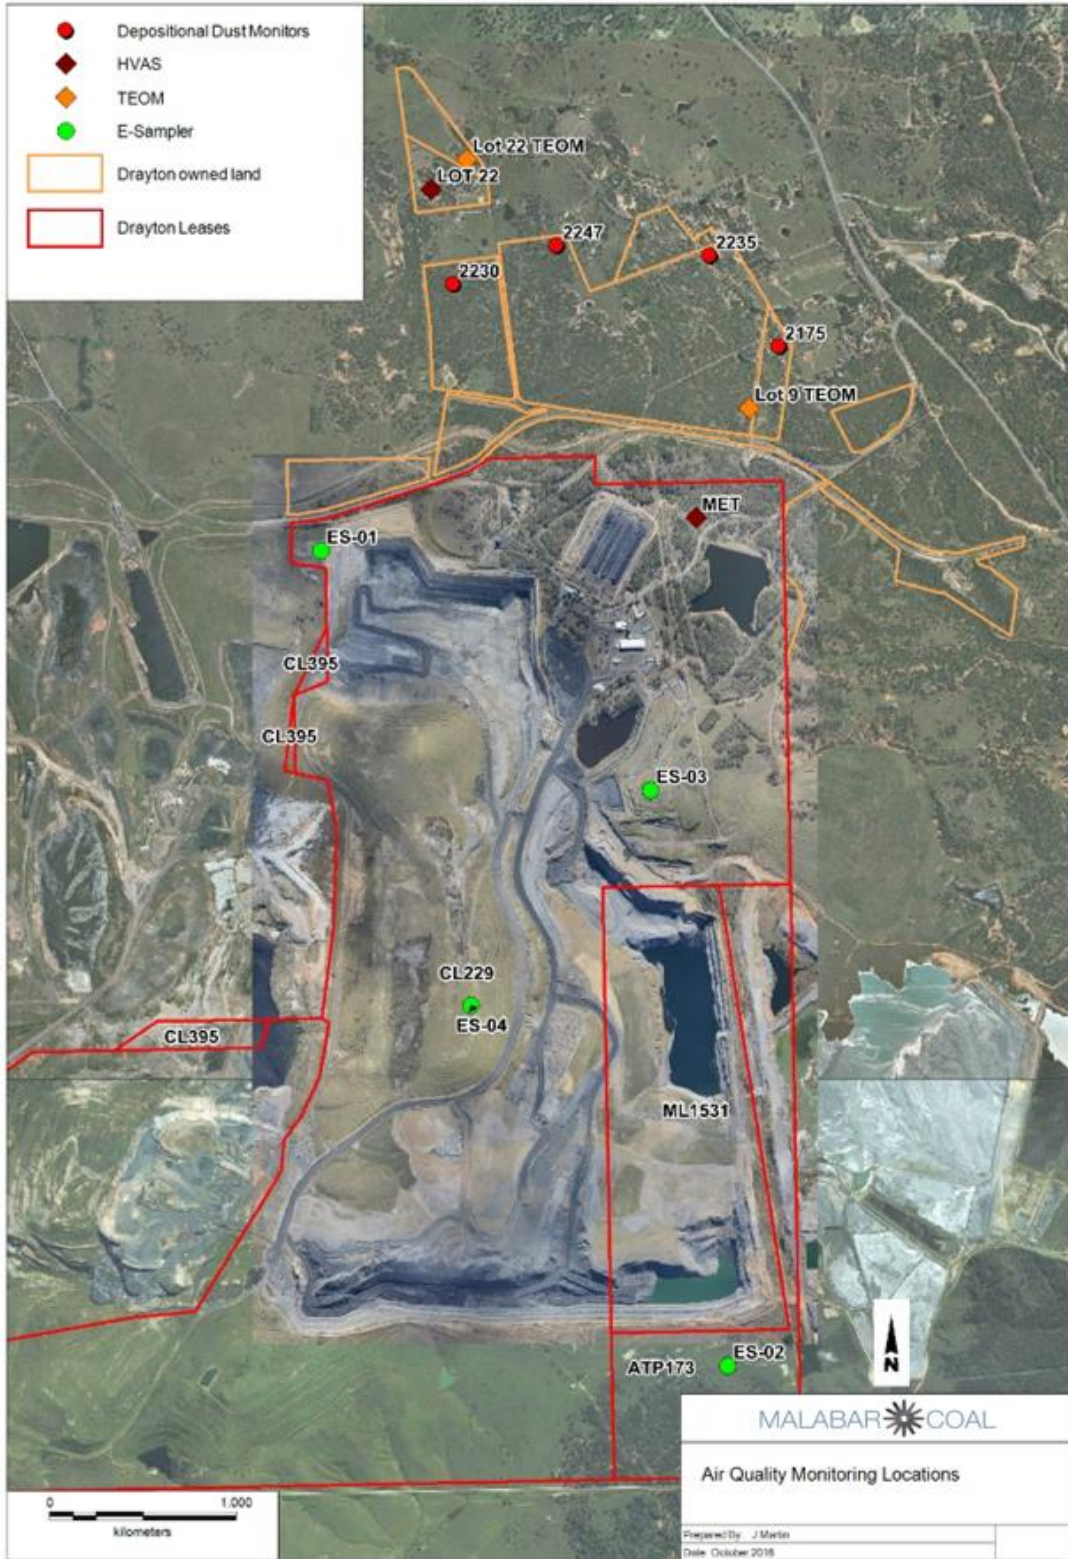 Depositional Dust Monitors
HVAS
TEOM
E-Sampler
Drayton owned land
Drayton Leases
Lot 22 TEOM
LOT 22
2247
2235
2230
2175
Lot 9 TEOM
MET
ES-01
CL395
CL395
ES-03
CL229
ES-04
CL395
ML1531
ES-02
ATP173
N
MALABAR COAL
Air Quality Monitoring Locations
0 1.000
kilometers
Prepared By: J Martin
Date: October 2016